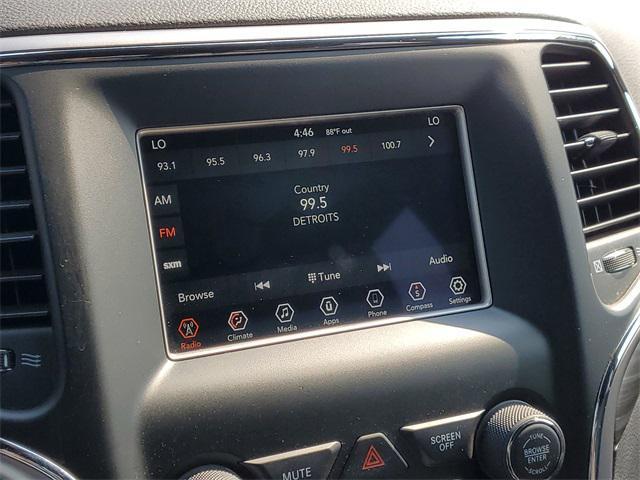 LO 4:46 88°F out LO
93.1 95.5 96.3 97.9 99.5 100.7
AM
FM
sxm
Country
99.5
DETROITS
Browse Tune Audio
Radio Climate Media Apps Phone Compass Settings
S
MUTE
SCREEN
OFF
TUNE
BROWSE
ENTER
SCROLL